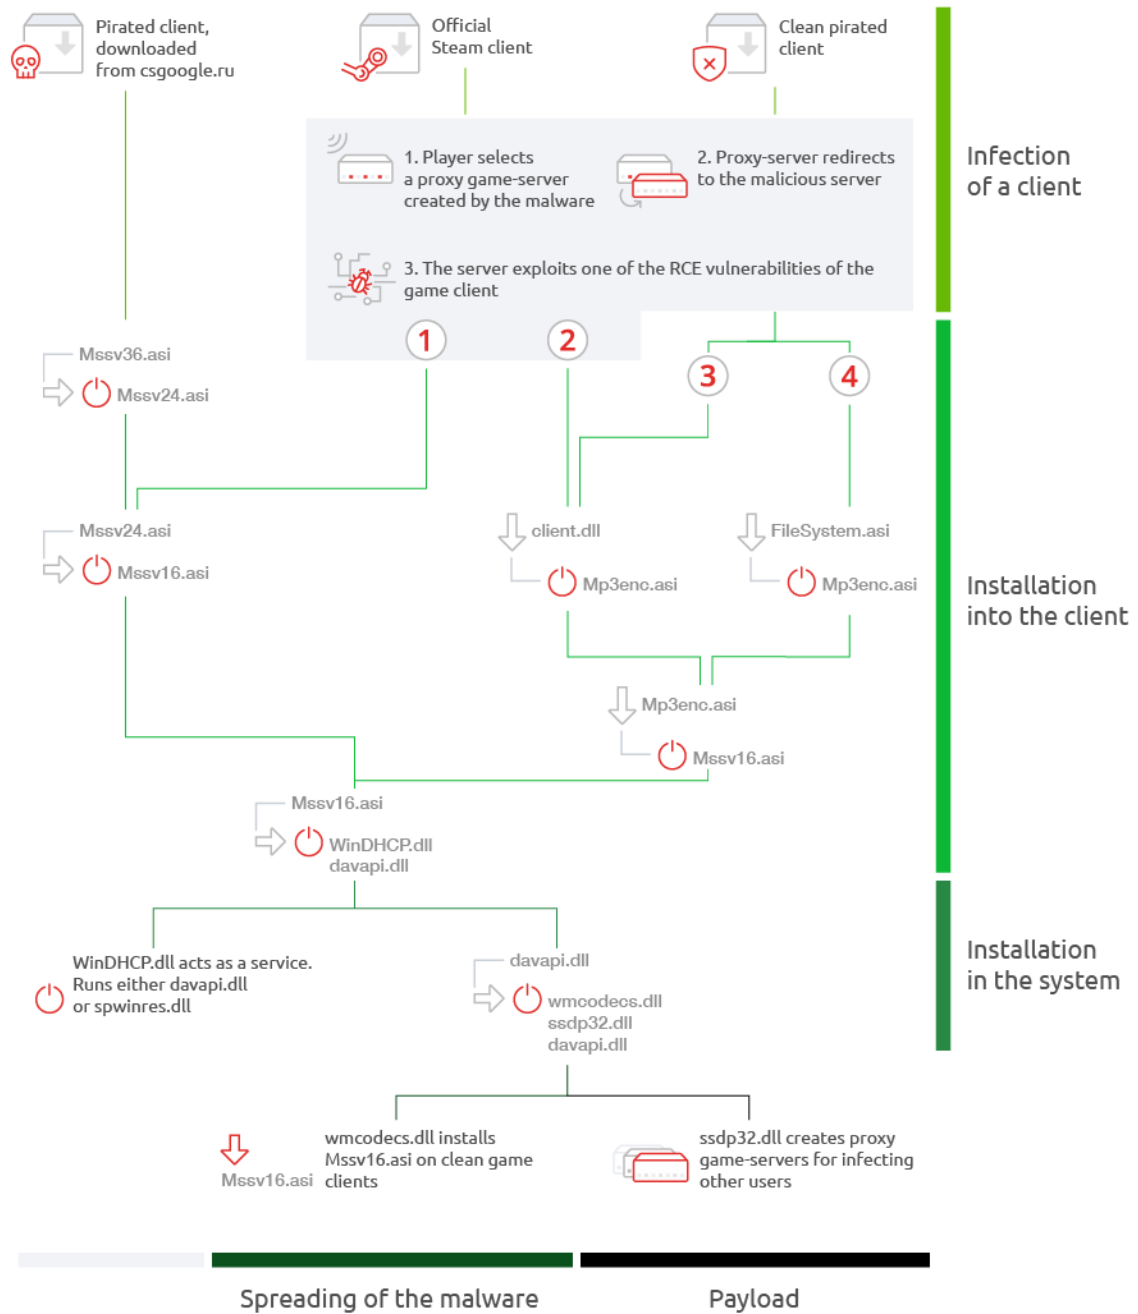 Pirated client,
downloaded
from csgoogle.ru
Official
Steam client
Clean pirated
client
1. Player selects
a proxy game-server
created by the malware
2. Proxy-server redirects
to the malicious server
3. The server exploits one of the RCE vulnerabilities of the
game client
Infection
of a client
1
2
3
4
Mssv36.asi
Mssv24.asi
Mssv24.asi
Mssv16.asi
client.dll
Mp3enc.asi
FileSystem.asi
Mp3enc.asi
Installation
into the client
Mp3enc.asi
Mssv16.asi
Mssv16.asi
WinDHCP.dll
davapi.dll
WinDHCP.dll acts as a service.
Runs either davapi.dll
or spwinres.dll
davapi.dll
wmcodecs.dll
ssdp32.dll
davapi.dll
Installation
in the system
Mssv16.asi
wmcodecs.dll installs
Mssv16.asi on clean game
clients
ssdp32.dll creates proxy
game-servers for infecting
other users
Spreading of the malware
Payload